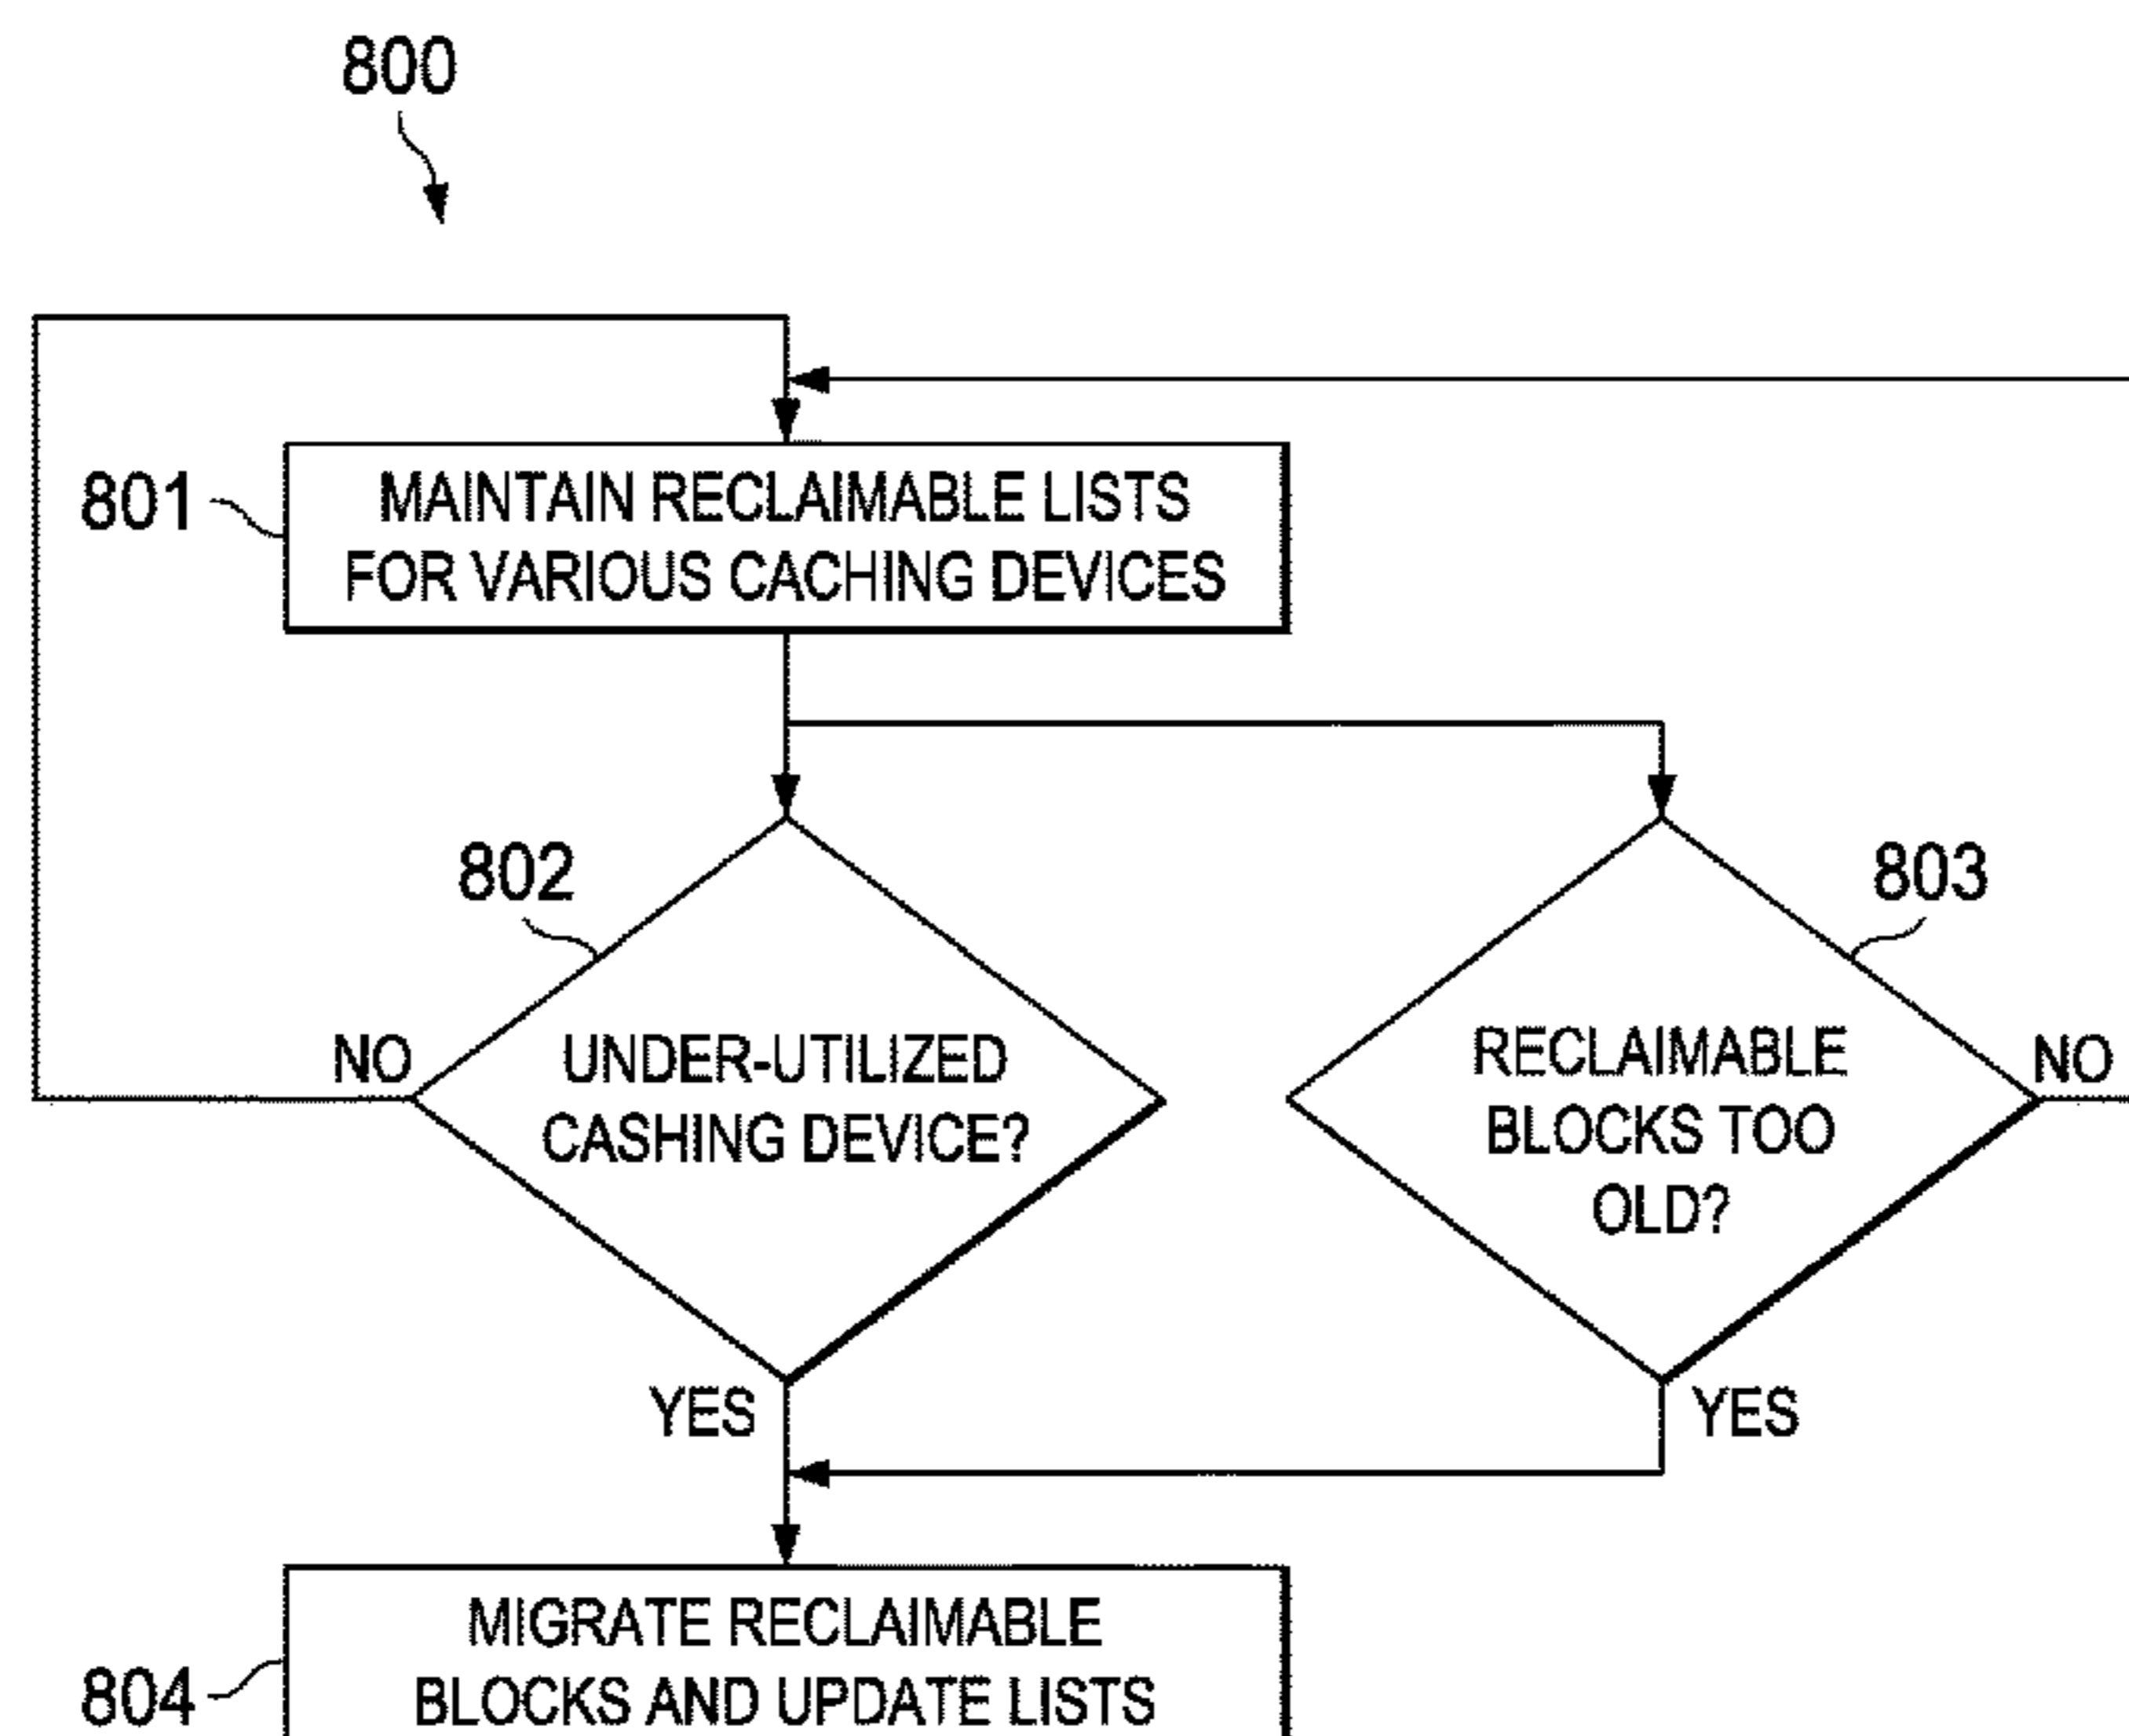 800
801
MAINTAIN RECLAIMABLE LISTS
FOR VARIOUS CACHING DEVICES
802
803
NO
UNDER-UTILIZED
CASHING DEVICE?
RECLAIMABLE
BLOCKS TOO
OLD?
NO
YES
YES
804
MIGRATE RECLAIMABLE
BLOCKS AND UPDATE LISTS